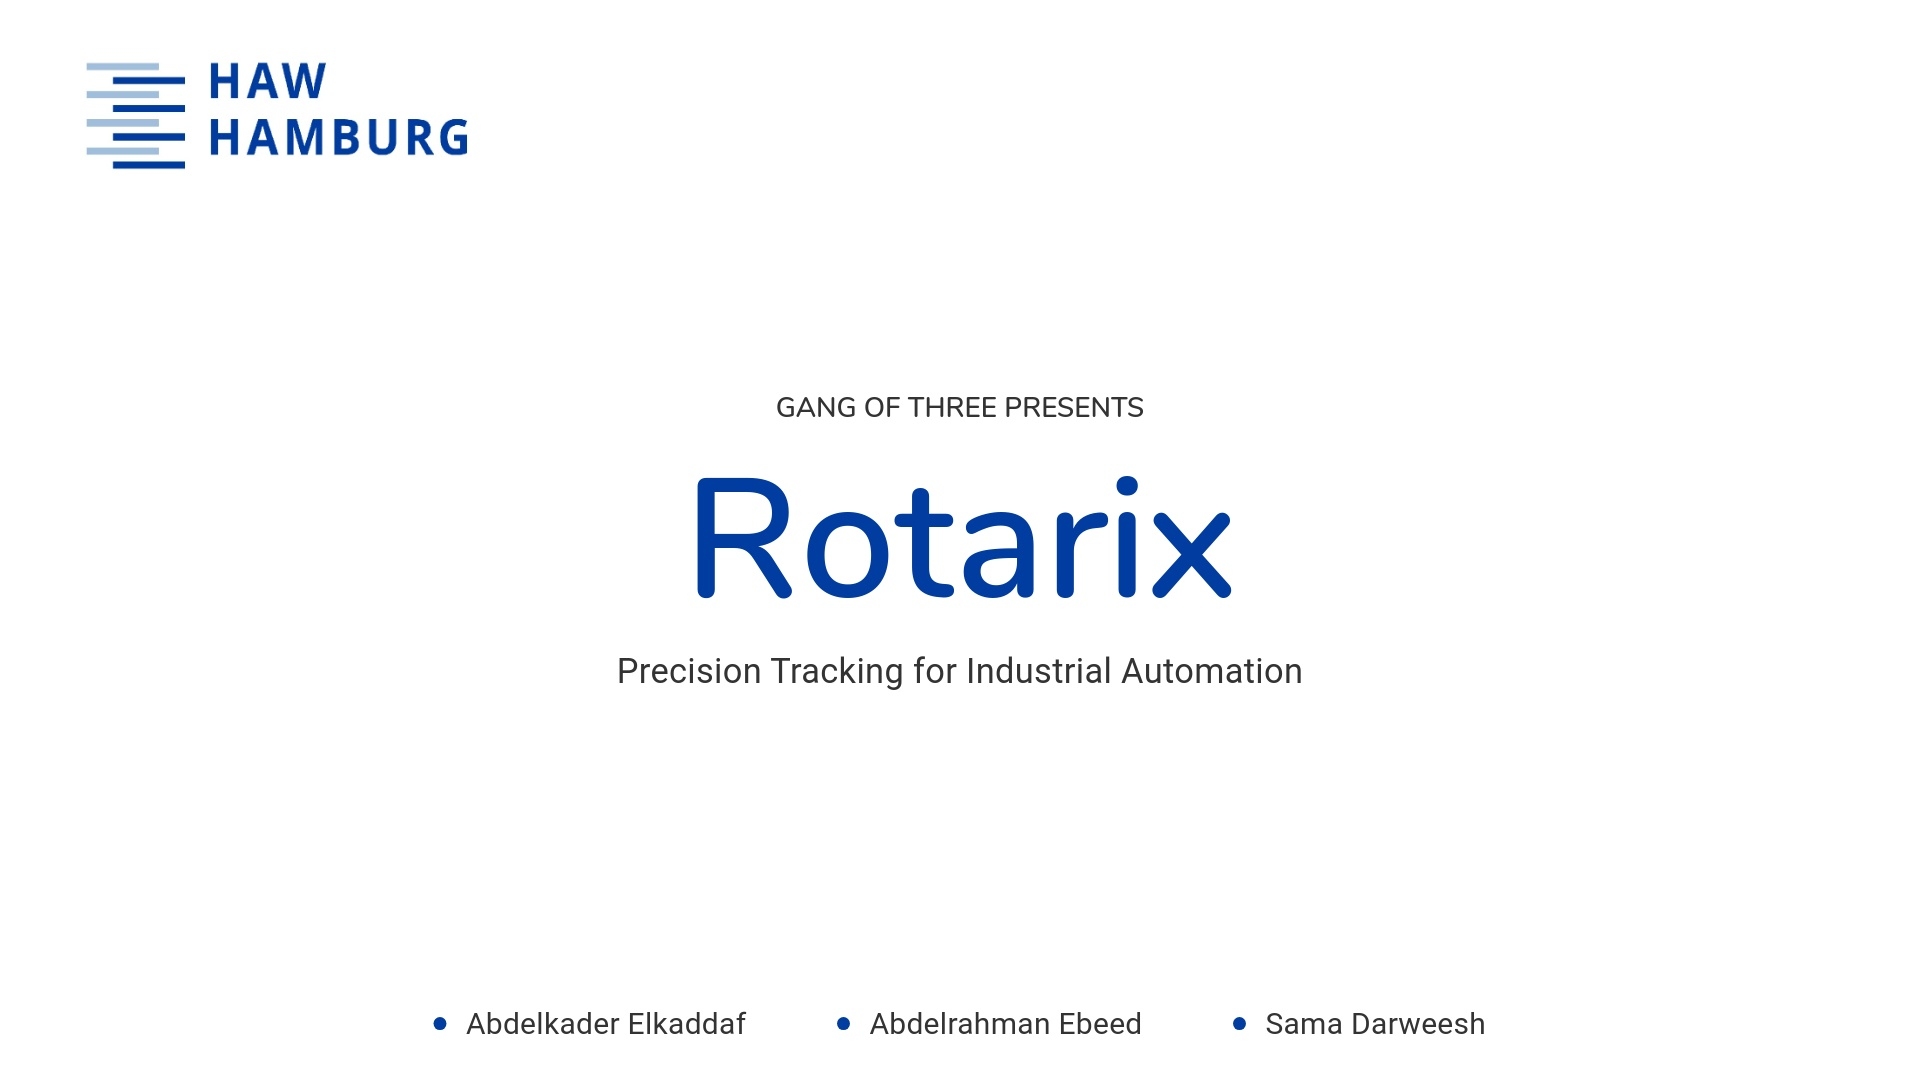 HAW
HAMBURG
GANG OF THREE PRESENTS
Rotarix
Precision Tracking for Industrial Automation
• Abdelkader Elkaddaf • Abdelrahman Ebeed • Sama Darweesh